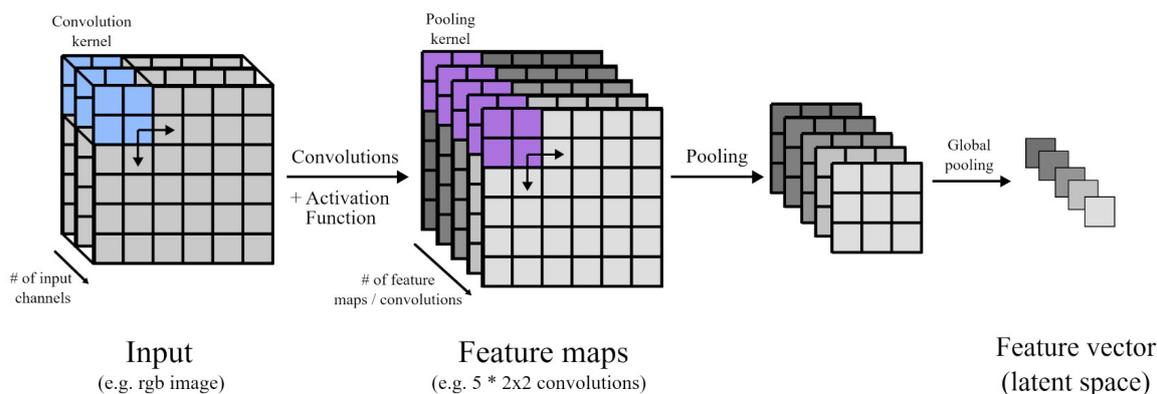 Convolution
kernel
Pooling
kernel
Convolutions
+ Activation
Function
Pooling
Global
pooling
# of input
channels
# of feature
maps / convolutions
Input
(e.g. rgb image)
Feature maps
(e.g. 5 * 2x2 convolutions)
Feature vector
(latent space)